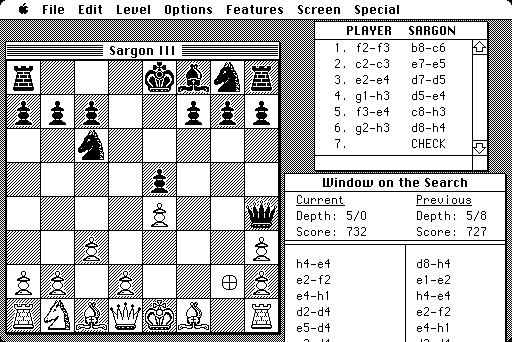 File Edit Level Options Features Screen Special
Sargon III
PLAYER SARGON
1. f2-f3 b8-c6
2. c2-c3 e7-e5
3. e2-e4 d7-d5
4. g1-h3 d5-e4
5. f3-e4 c8-h3
6. g2-h3 d8-h4
7. CHECK
Window on the Search
Current Previous
Depth: 5/0 Depth: 5/8
Score: 732 Score: 727
h4-e4 d8-h4
e2-f2 e1-e2
e4-h1 h4-e4
d2-d4 e2-f2
e5-d4 e4-h1